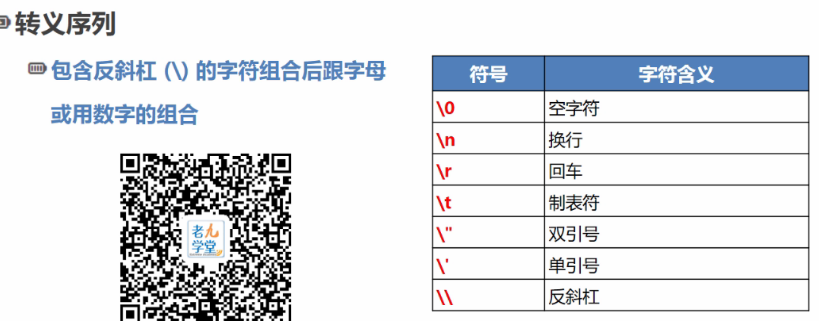 转义序列
包含反斜杠 (\) 的字符组合后跟字母
或用数字的组合
老九
学堂
符号 字符含义
\0 空字符
\n 换行
\r 回车
\t 制表符
\" 双引号
\' 单引号
\\ 反斜杠